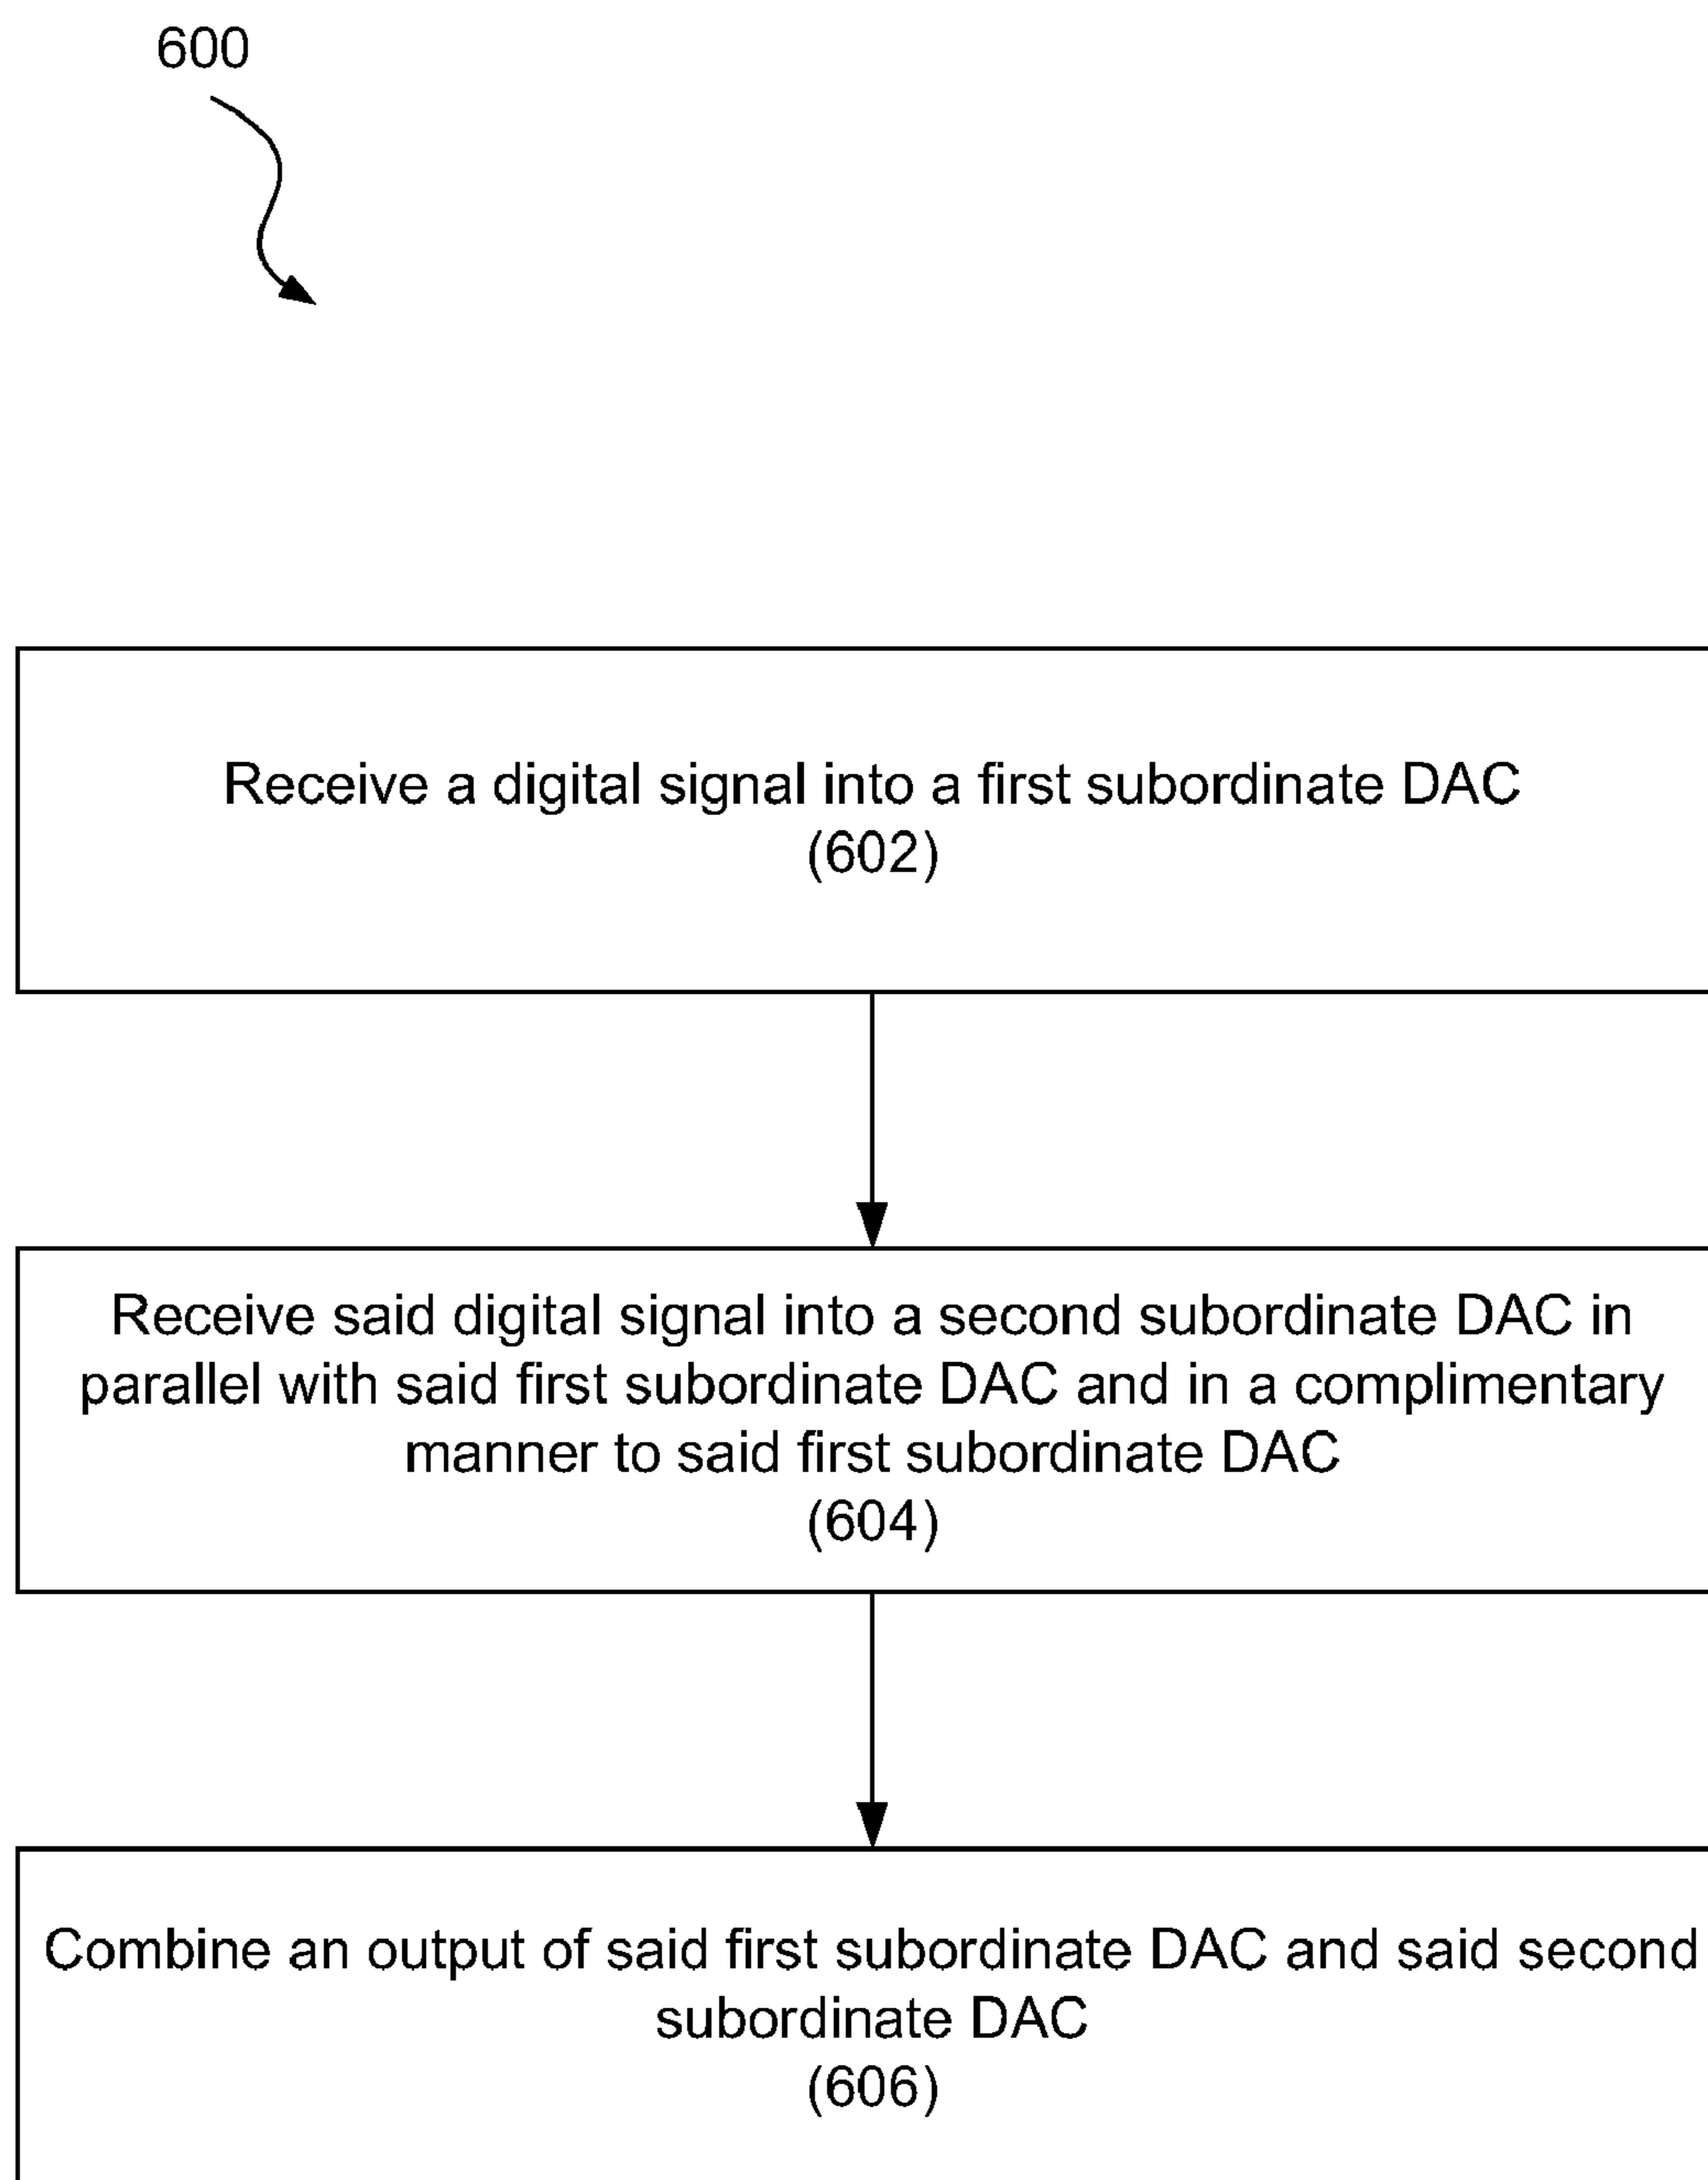 600
Receive a digital signal into a first subordinate DAC
(602)
Receive said digital signal into a second subordinate DAC in
parallel with said first subordinate DAC and in a complimentary
manner to said first subordinate DAC
(604)
Combine an output of said first subordinate DAC and said second
subordinate DAC
(606)